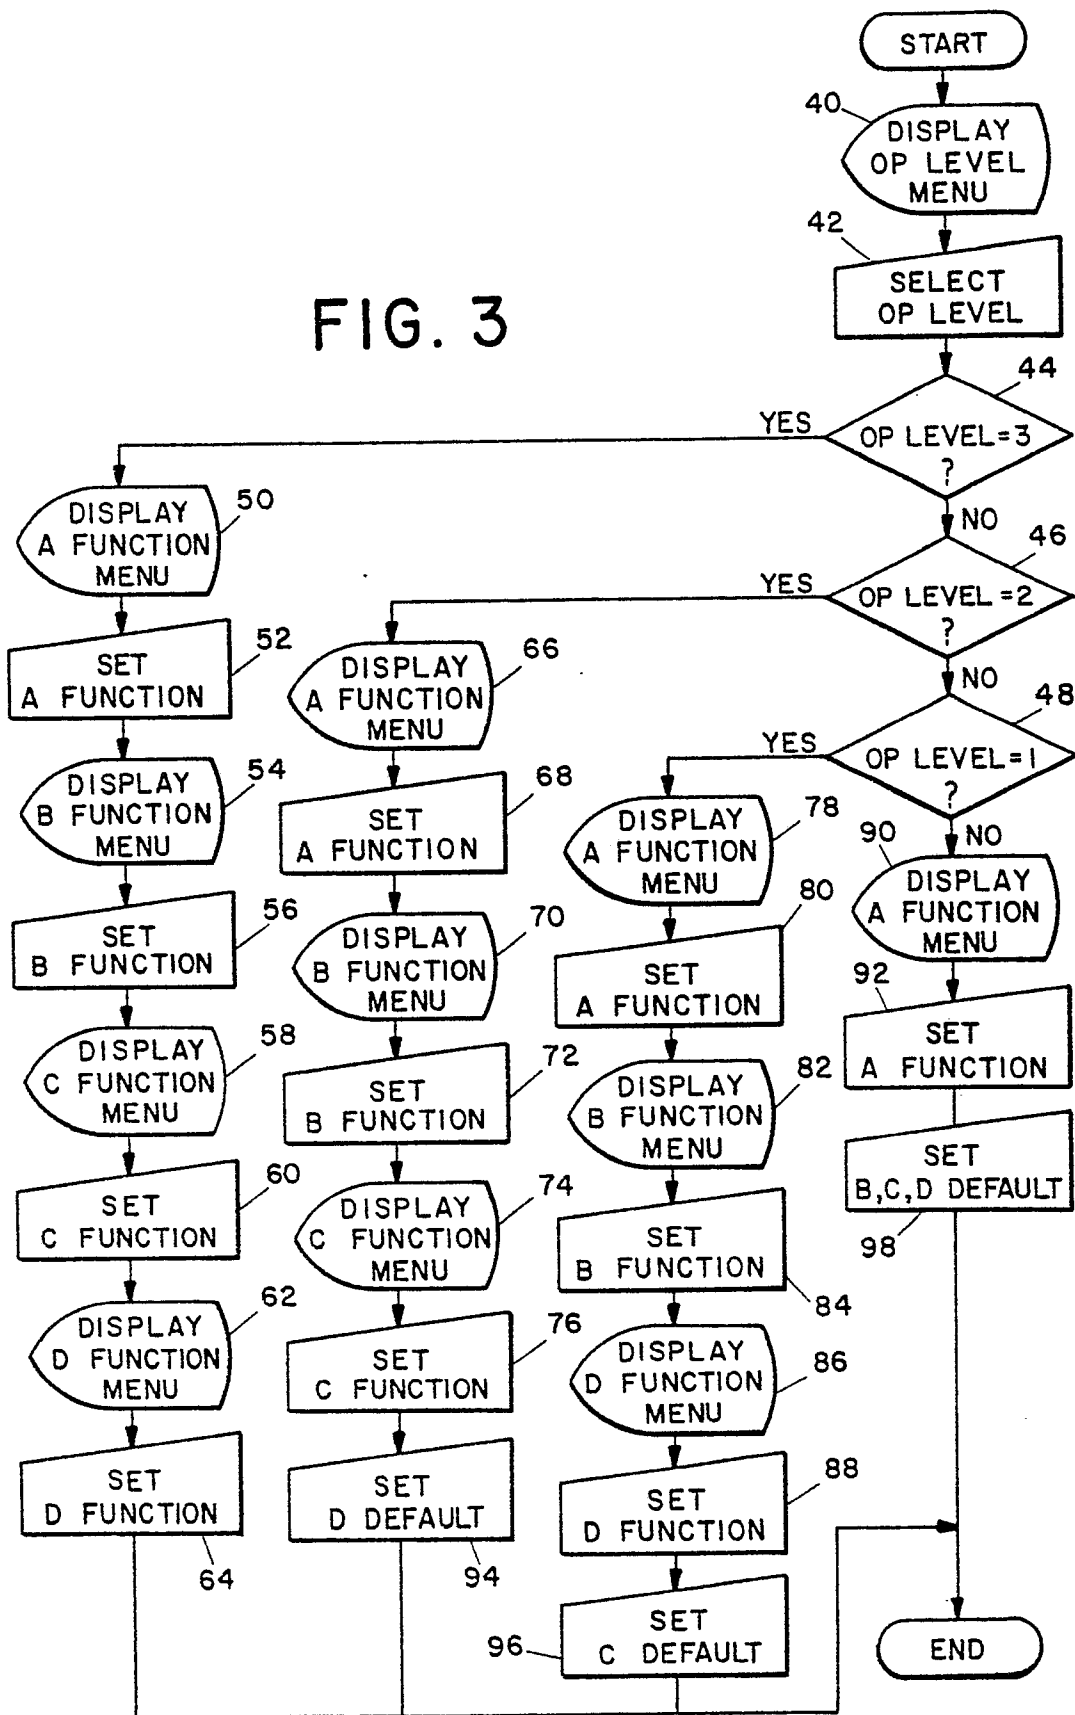 START
40
DISPLAY
OP LEVEL
MENU
42
SELECT
OP LEVEL
FIG. 3
44
YES
OP LEVEL=3
?
NO
46
YES
OP LEVEL=2
?
NO
48
YES
OP LEVEL=1
?
NO
50
DISPLAY
A FUNCTION
MENU
52
SET
A FUNCTION
54
DISPLAY
B FUNCTION
MENU
56
SET
B FUNCTION
58
DISPLAY
C FUNCTION
MENU
60
SET
C FUNCTION
62
DISPLAY
D FUNCTION
MENU
SET
D FUNCTION
64
66
DISPLAY
A FUNCTION
MENU
68
SET
A FUNCTION
70
DISPLAY
B FUNCTION
MENU
72
SET
B FUNCTION
74
DISPLAY
C FUNCTION
MENU
76
SET
C FUNCTION
SET
D DEFAULT
94
78
DISPLAY
A FUNCTION
MENU
80
SET
A FUNCTION
82
DISPLAY
B FUNCTION
MENU
SET
B FUNCTION
84
DISPLAY
D FUNCTION
MENU
86
88
SET
D FUNCTION
96
SET
C DEFAULT
90
DISPLAY
A FUNCTION
MENU
92
SET
A FUNCTION
SET
B,C,D DEFAULT
98
END